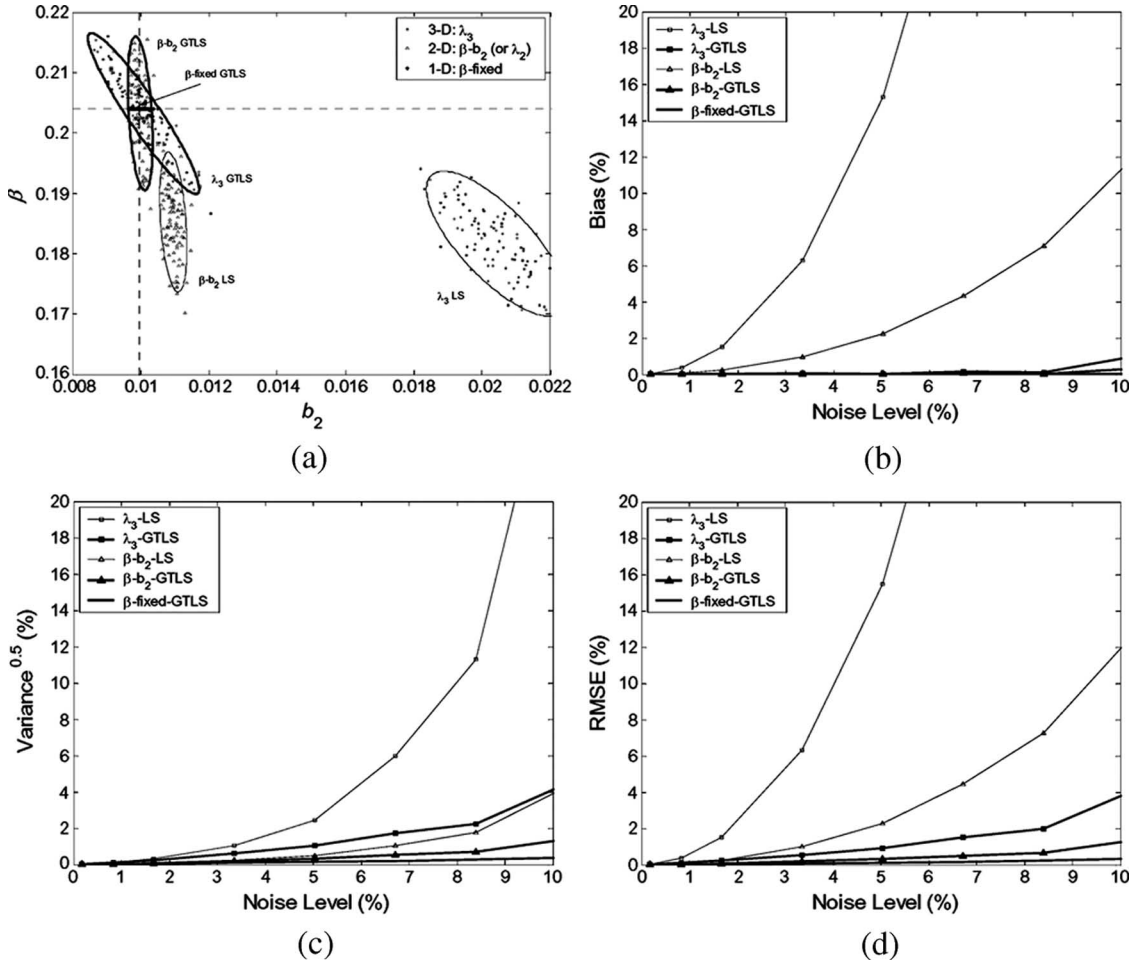 0.22
0.21
0.2
0.19
0.18
0.17
0.16
β
0.008
0.01
0.012
0.014
0.016
0.018
0.02
0.022
b₂
β-b₂ GTLS
β-fixed GTLS
λ₃ GTLS
β-b₂ LS
λ₃ LS
3-D: λ₃
2-D: β-b₂ (or λ₂)
1-D: β-fixed
(a)
20
18
16
14
12
10
8
6
4
2
0
Bias (%)
λ₃-LS
λ₃-GTLS
β-b₂-LS
β-b₂-GTLS
β-fixed-GTLS
0 1 2 3 4 5 6 7 8 9 10
Noise Level (%)
(b)
20
18
16
14
12
10
8
6
4
2
0
Variance⁰·⁵ (%)
λ₃-LS
λ₃-GTLS
β-b₂-LS
β-b₂-GTLS
β-fixed-GTLS
0 1 2 3 4 5 6 7 8 9 10
Noise Level (%)
(c)
20
18
16
14
12
10
8
6
4
2
0
RMSE (%)
λ₃-LS
λ₃-GTLS
β-b₂-LS
β-b₂-GTLS
β-fixed-GTLS
0 1 2 3 4 5 6 7 8 9 10
Noise Level (%)
(d)